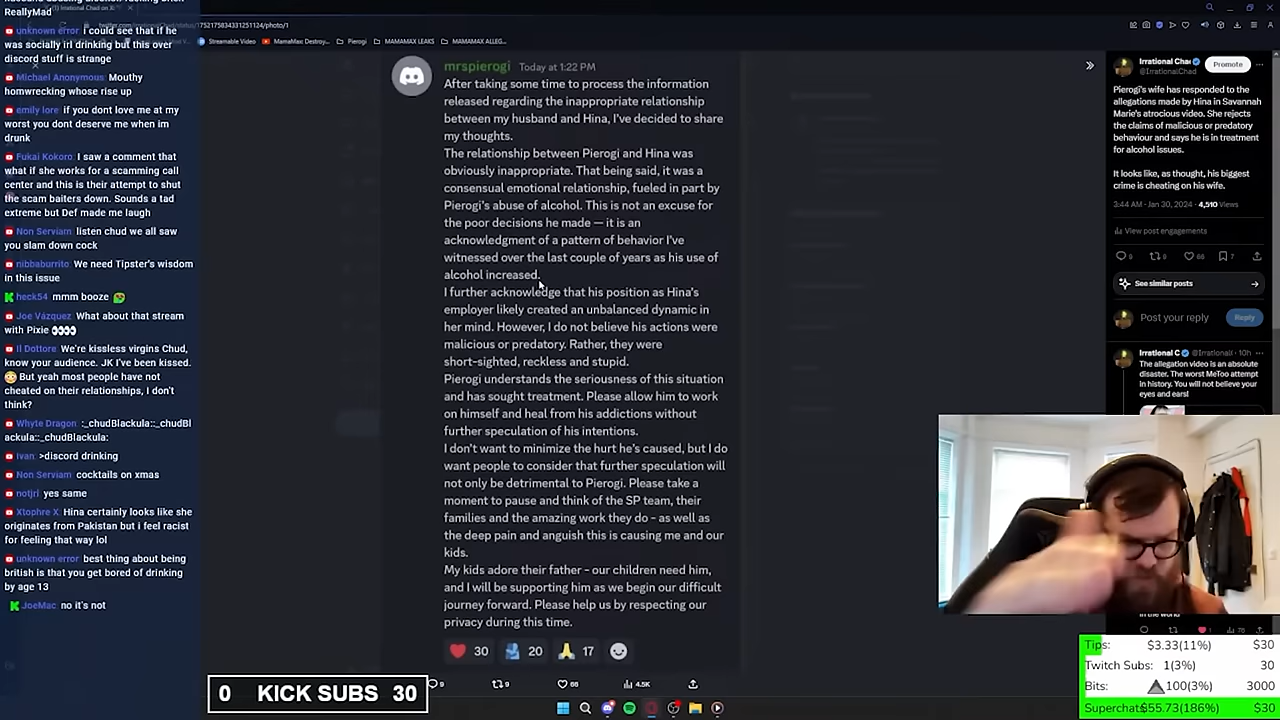 ReallyMad
unknown error I could see that if he
was socially irl drinking but this over
discord stuff is strange
Michael Anonymous Mouthy
homwrecking whose rise up
emily lore if you dont love me at my
worst you dont deserve me when im
drunk
Fukai Kokoro I saw a comment that
what if she works for a scamming call
center and this is their attempt to shut
the scam baiters down. Sounds a tad
extreme but Def made me laugh
Non Serviam listen chud we all saw
you slam down cock
nibbaburrito We need Tipster's wisdom
in this issue
heck54 mmm booze
Joe Vázquez What about that stream
with Pixie
Il Dottore We're kissless virgins Chud,
know your audience. JK I've been kissed.
But yeah most people have not
cheated on their relationships, I don't
think?
Whyte Dragon :_chudBlackula::_chudBl
ackula::_chudBlackula:
Ivan >discord drinking
Non Serviam cocktails on xmas
notjrl yes same
Xtophre X Hina certainly looks like she
originates from Pakistan but i feel racist
for feeling that way lol
unknown error best thing about being
british is that you get bored of drinking
by age 13
JoeMac no it's not
Streamable Video
MamaMax Destroy...
Pierogi
MAMAMAX LEAKS
MAMAMAX ALLEG...
mrspierogi Today at 1:22 PM
After taking some time to process the information
released regarding the inappropriate relationship
between my husband and Hina, I've decided to share
my thoughts.
The relationship between Pierogi and Hina was
obviously inappropriate. That being said, it was a
consensual emotional relationship, fueled in part by
Pierogi's abuse of alcohol. This is not an excuse for
the poor decisions he made — it is an
acknowledgment of a pattern of behavior I've
witnessed over the last couple of years as his use of
alcohol increased.
I further acknowledge that his position as Hina's
employer likely created an unbalanced dynamic in
her mind. However, I do not believe his actions were
malicious or predatory. Rather, they were
short-sighted, reckless and stupid.
Pierogi understands the seriousness of this situation
and has sought treatment. Please allow him to work
on himself and heal from his addictions without
further speculation of his intentions.
I don't want to minimize the hurt he's caused, but I do
want people to consider that further speculation will
not only be detrimental to Pierogi. Please take a
moment to pause and think of the SP team, their
families and the amazing work they do - as well as
the deep pain and anguish this is causing me and our
kids.
My kids adore their father - our children need him,
and I will be supporting him as we begin our difficult
journey forward. Please help us by respecting our
privacy during this time.
30 20 17
9 9 66 4.5K
0 KICK SUBS 30
Irrational Chad
@IrrationalChad
Promote
Pierogi's wife has responded to the
allegations made by Hina in Savannah
Marie's atrocious video. She rejects
the claims of malicious or predatory
behaviour and says he is in treatment
for alcohol issues.
It looks like, as thought, his biggest
crime is cheating on his wife.
3:44 AM · Jan 30, 2024 · 4,510 Views
View post engagements
9 9 66 7
See similar posts
Post your reply
Reply
Irrational C @IrrationalC · 10h
The allegation video is an absolute
disaster. The worst MeToo attempt
in history. You will not believe your
eyes and ears!
Tips: $3.33(11%) $30
Twitch Subs: 1(3%) 30
Bits: 100(3%) 3000
Superchats $55.73(186%) $30